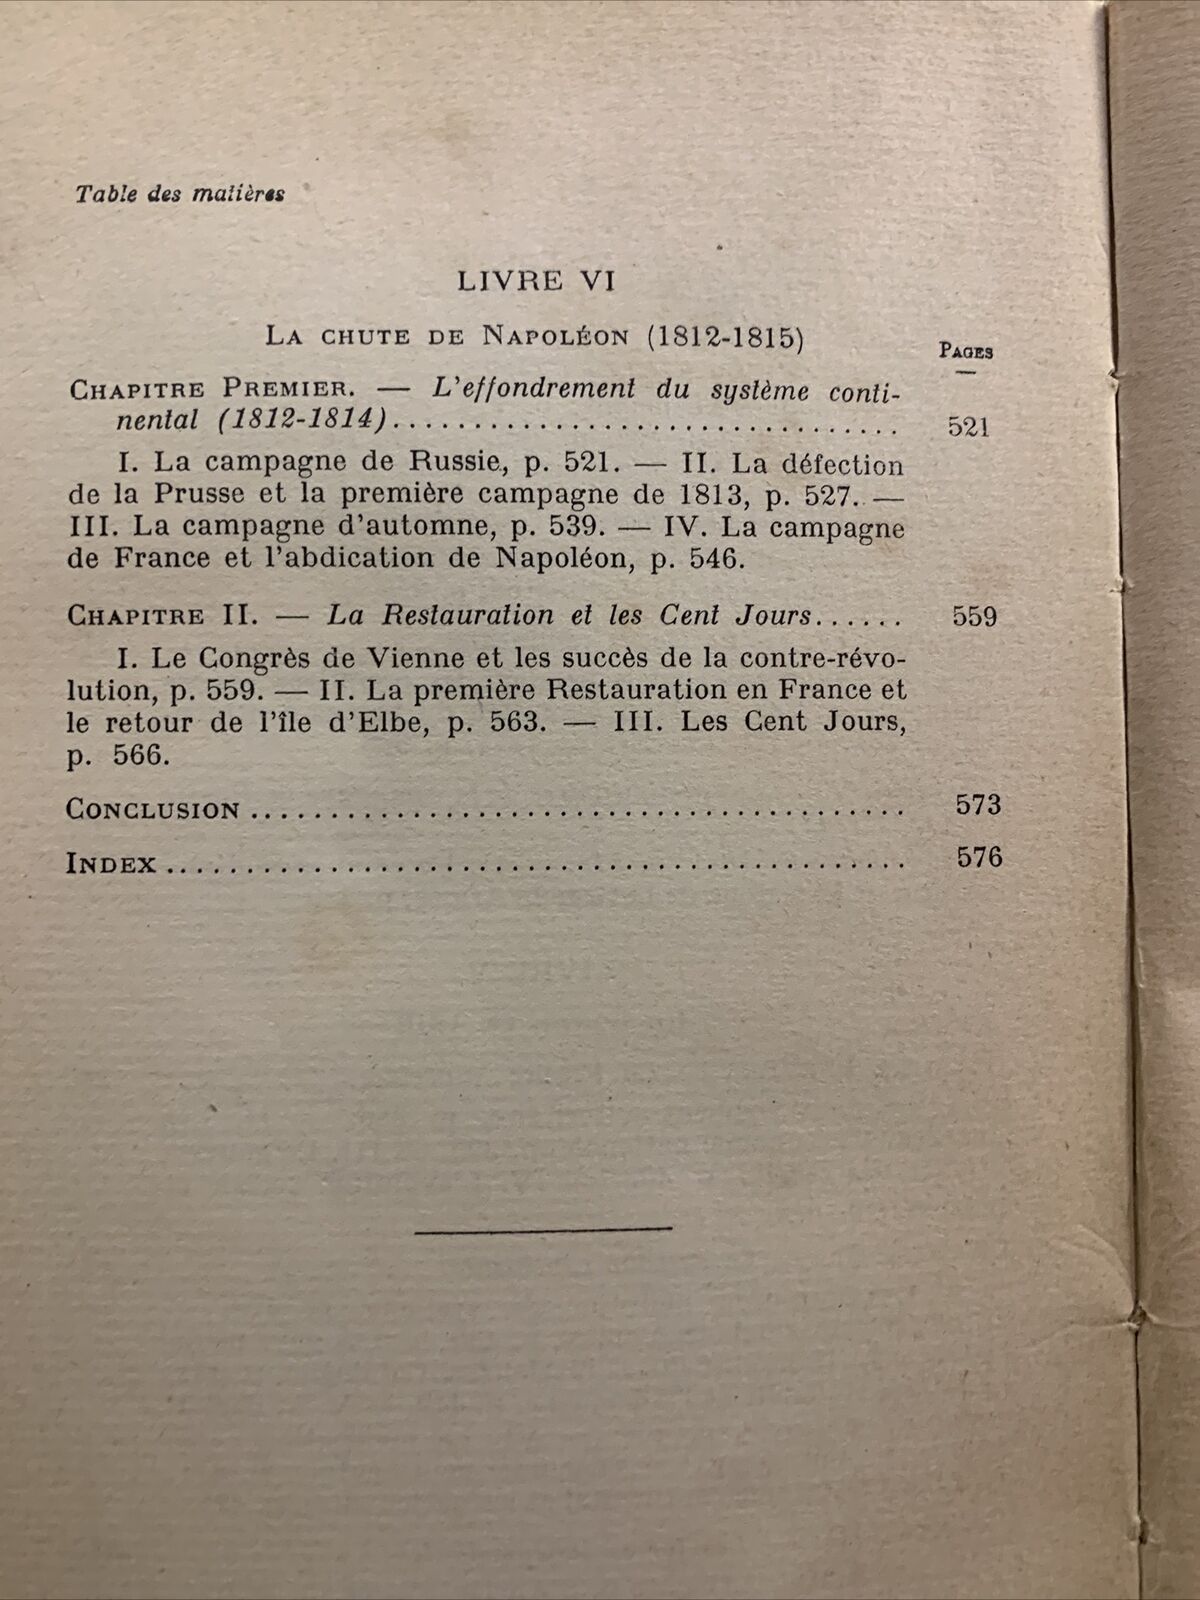 Table des matières
LIVRE VI
LA CHUTE DE NAPOLÉON (1812-1815)
PAGES
CHAPITRE PREMIER. — L'effondrement du système conti-
nental (1812-1814).............................. 521
I. La campagne de Russie, p. 521. — II. La défection
de la Prusse et la première campagne de 1813, p. 527. —
III. La campagne d'automne, p. 539. — IV. La campagne
de France et l'abdication de Napoléon, p. 546.
CHAPITRE II. — La Restauration et les Cent Jours...... 559
I. Le Congrès de Vienne et les succès de la contre-révo-
lution, p. 559. — II. La première Restauration en France et
le retour de l'île d'Elbe, p. 563. — III. Les Cent Jours,
p. 566.
CONCLUSION ........................................ 573
INDEX ............................................. 576